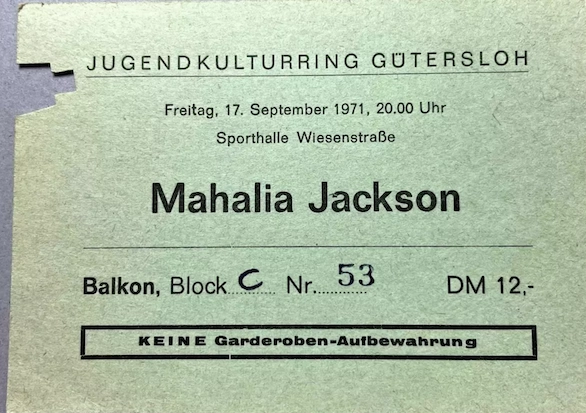 JUGENDKULTURRING GÜTERSLOH
Freitag, 17. September 1971, 20.00 Uhr
Sporthalle Wiesenstraße
Mahalia Jackson
Balkon, Block C Nr. 53 DM 12,-
KEINE Garderoben-Aufbewahrung